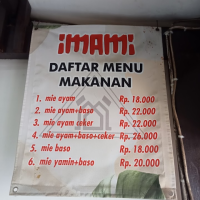 imami
DAFTAR MENU
MAKANAN
1. mie ayam Rp. 18.000
2. mie ayam+baso Rp. 22.000
3. mie ayam ceker Rp. 22.000
4. mie ayam+baso+ceker Rp. 26.000
5. mie baso Rp. 18.000
6. mie yamin+baso Rp. 20.000